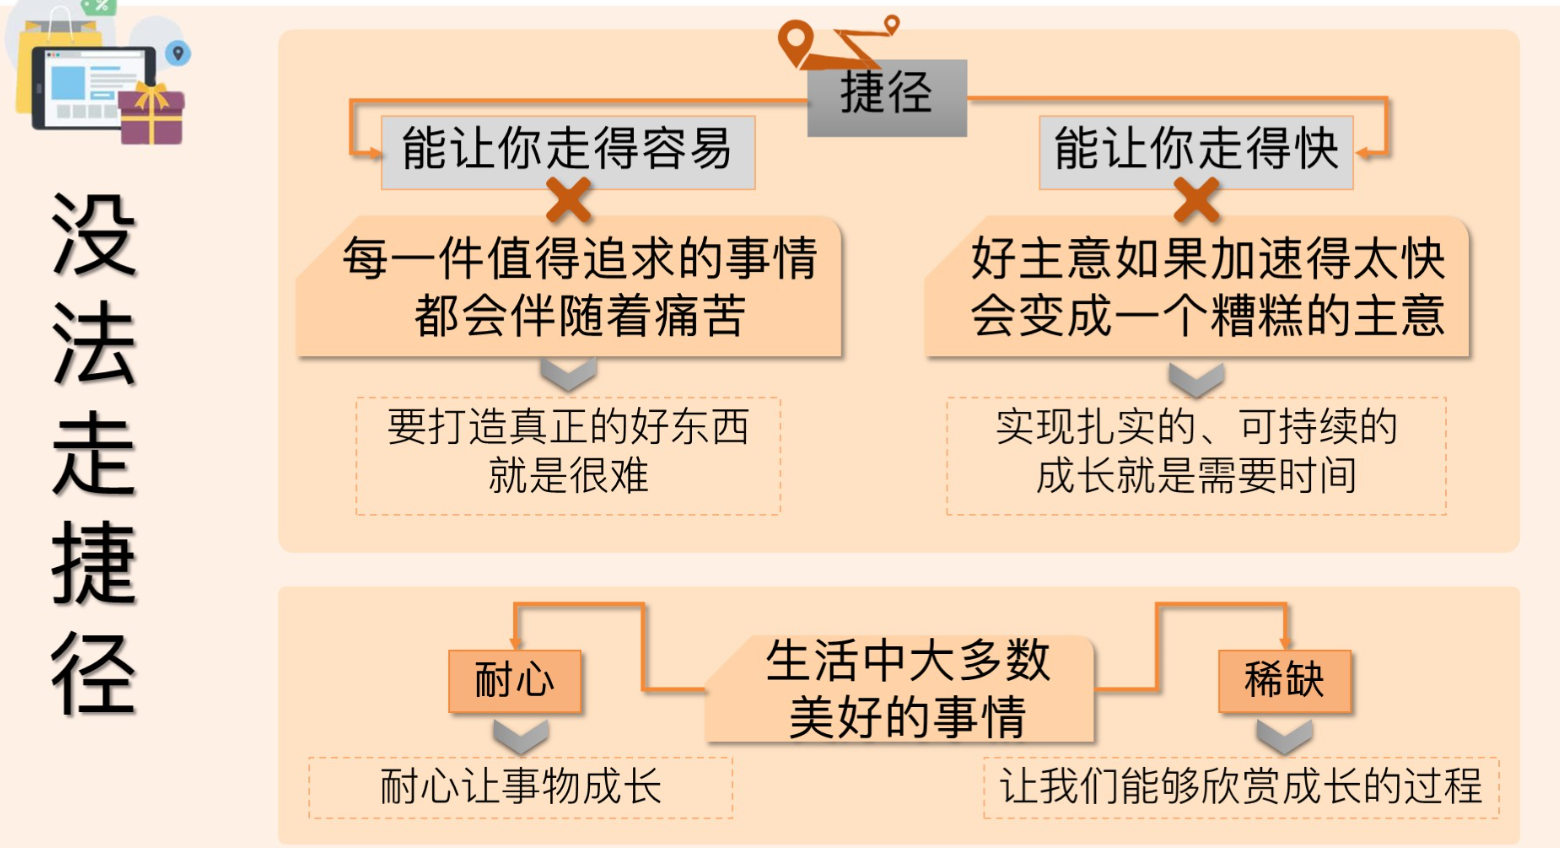 没法走捷径
捷径
能让你走得容易
能让你走得快
每一件值得追求的事情
都会伴随着痛苦
好主意如果加速得太快
会变成一个糟糕的主意
要打造真正的好东西
就是很难
实现扎实的、可持续的
成长就是需要时间
生活中大多数
美好的事情
耐心
稀缺
耐心让事物成长
让我们能够欣赏成长的过程